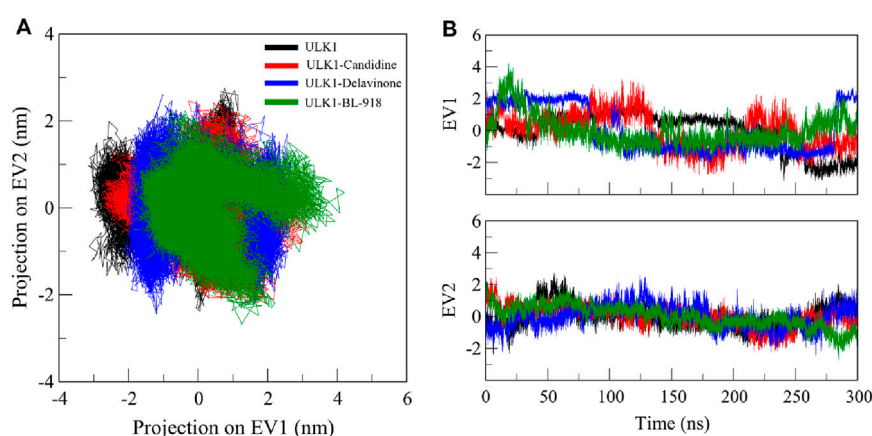 A
4
2
0
-2
-4
-4
-2
0
2
4
6
Projection on EV2 (nm)
Projection on EV1 (nm)
ULK1
ULK1-Candidine
ULK1-Delavinone
ULK1-BL-918
B
6
4
2
0
-2
EV1
6
4
2
0
-2
EV2
0
50
100
150
200
250
300
Time (ns)